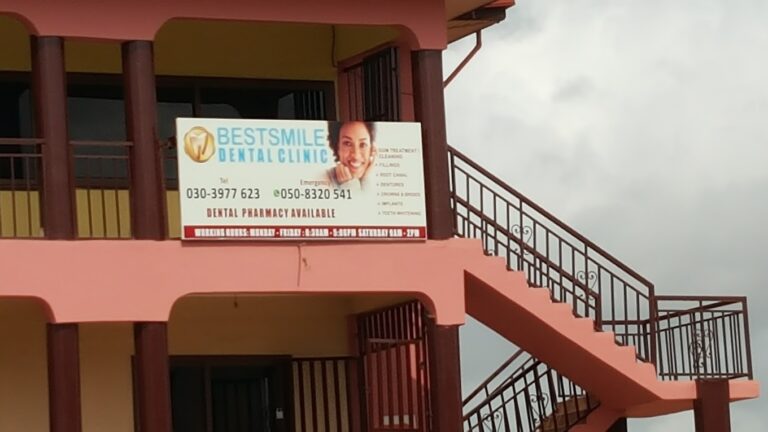 BESTSMILE
DENTAL CLINIC
Tel
030-3977 623
Emergency
050-8320 541
DENTAL PHARMACY AVAILABLE
GUM TREATMENT /
CLEANING
FILLINGS
ROOT CANAL
DENTURES
CROWNS & BRIDGES
IMPLANTS
TEETH WHITENING
WORKING HOURS: MONDAY - FRIDAY : 8:30AM - 5:00PM SATURDAY 9AM - 2PM